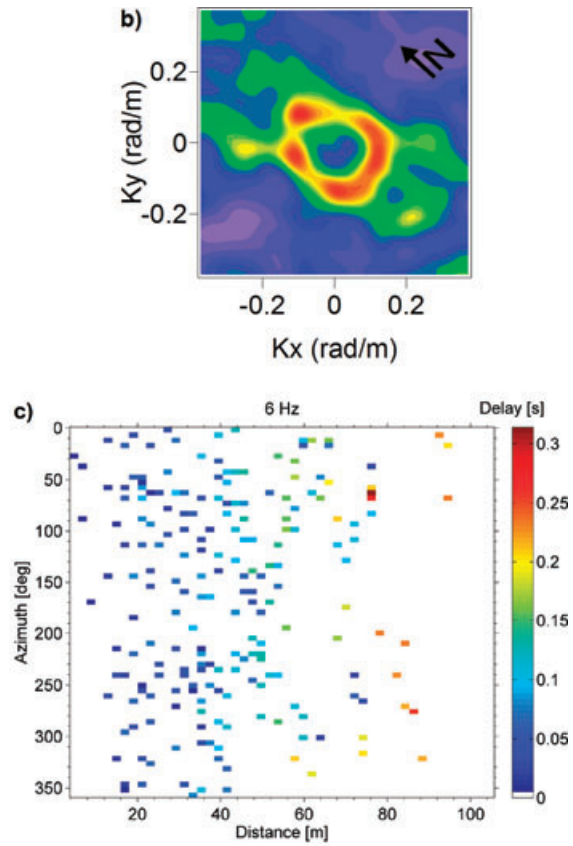 b)
N
0.2
0
-0.2
Ky (rad/m)
-0.2 0 0.2
Kx (rad/m)
c)
6 Hz
Delay [s]
0
50
100
150
200
250
300
350
Azimuth [deg]
20 40 60 80 100
Distance [m]
0.3
0.25
0.2
0.15
0.1
0.05
0